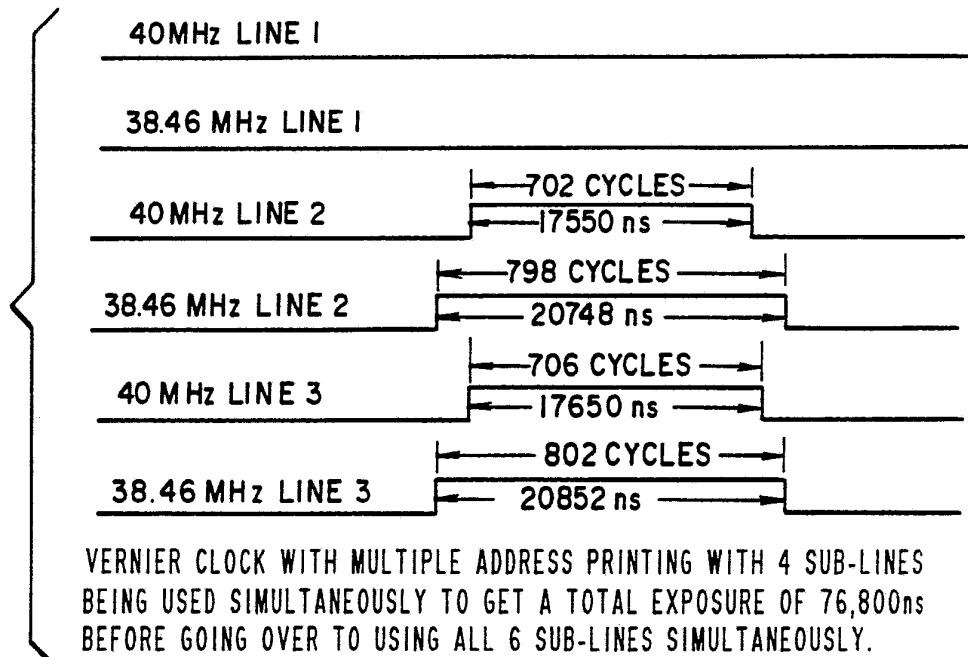 40MHz LINE 1
38.46 MHz LINE 1
702 CYCLES
40MHz LINE 2
17550 ns
798 CYCLES
38.46 MHz LINE 2
20748 ns
706 CYCLES
40 MHz LINE 3
17650 ns
802 CYCLES
38.46 MHz LINE 3
20852 ns
VERNIER CLOCK WITH MULTIPLE ADDRESS PRINTING WITH 4 SUB-LINES
BEING USED SIMULTANEOUSLY TO GET A TOTAL EXPOSURE OF 76,800ns
BEFORE GOING OVER TO USING ALL 6 SUB-LINES SIMULTANEOUSLY.